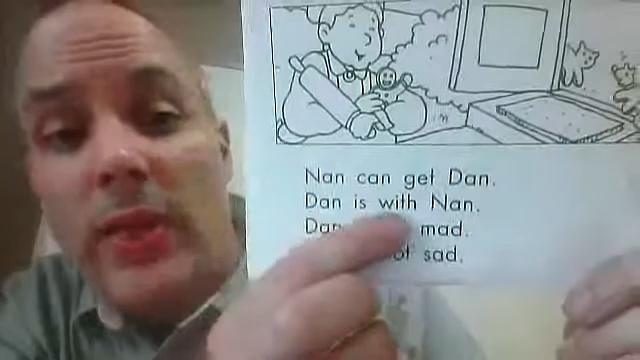 Nan can get Dan.
Dan is with Nan.
Dan mad.
sad.